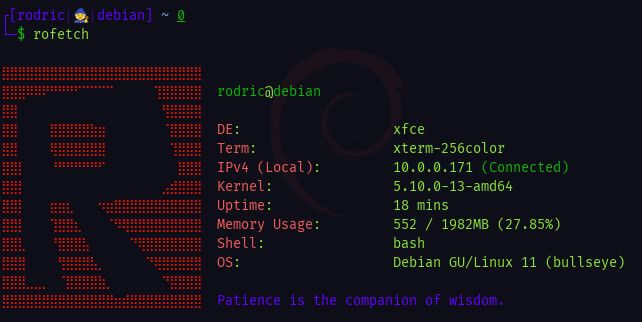 ┌[rodric|🧙|debian] ~ 0
└─$ rofetch
rodric@debian
DE: xfce
Term: xterm-256color
IPv4 (Local): 10.0.0.171 (Connected)
Kernel: 5.10.0-13-amd64
Uptime: 18 mins
Memory Usage: 552 / 1982MB (27.85%)
Shell: bash
OS: Debian GU/Linux 11 (bullseye)
Patience is the companion of wisdom.